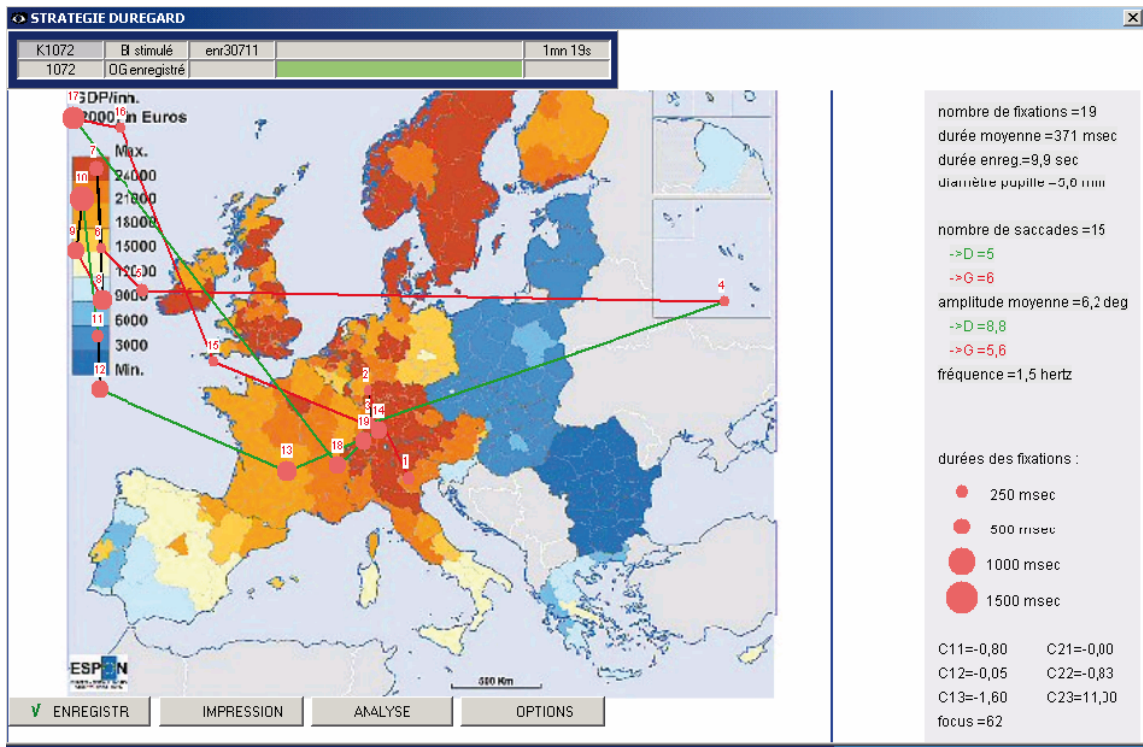 STRATEGIE DUREGARD
K1072 BI stimulé enr30711 1mn 19s
1072 OG enregistré
17 GDP/inh.
16
2000, in Euros
7 Max.
24000
10 21000
18000
9 6 15000
12000
8 5 9000
4
6000
11 3000
15
12 Min.
2
3
14
19
18
13
1
ESPON
500 Km
nombre de fixations =19
durée moyenne =371 msec
durée enreg.=9,9 sec
diamètre pupille =5,6 mm
nombre de saccades =15
->D =5
->G =6
amplitude moyenne =6,2 deg
->D =8,8
->G =5,6
fréquence =1,5 hertz
durées des fixations :
250 msec
500 msec
1000 msec
1500 msec
C11=-0,80 C21=-0,00
C12=-0,05 C22=-0,83
C13=-1,60 C23=11,00
focus =62
√ ENREGISTR IMPRESSION ANALYSE OPTIONS